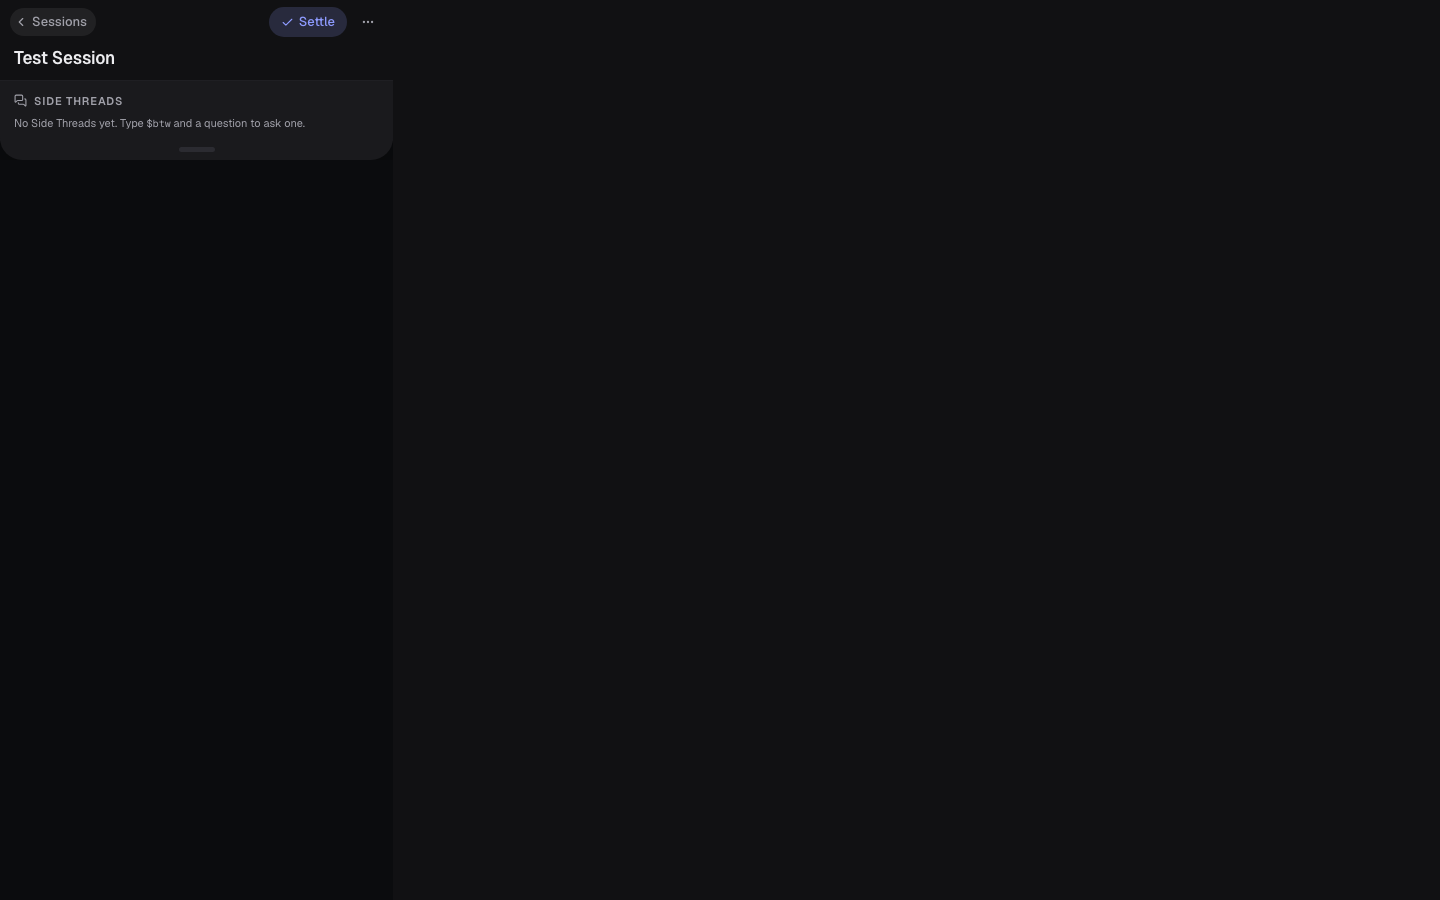 Sessions
Settle
Test Session
SIDE THREADS
No Side Threads yet. Type $btw and a question to ask one.